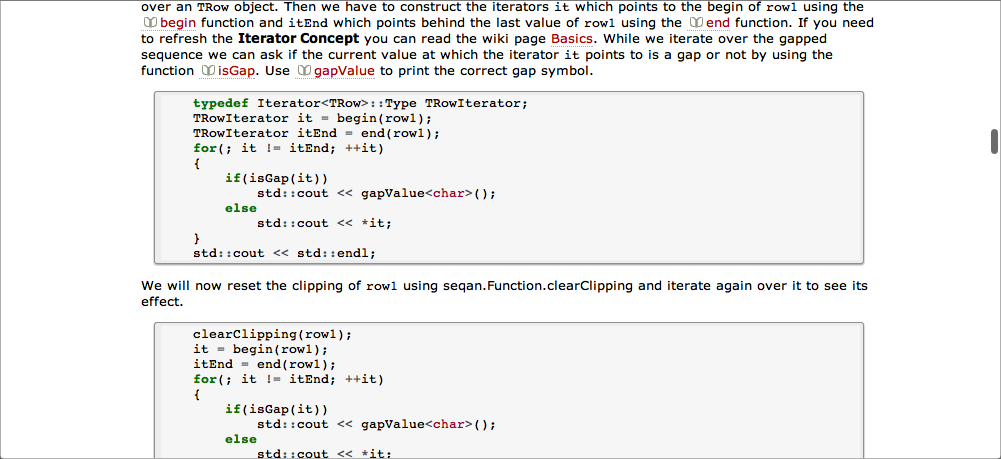 over an TRow object. Then we have to construct the iterators it which points to the begin of row1 using the
begin function and itEnd which points behind the last value of row1 using the end function. If you need
to refresh the Iterator Concept you can read the wiki page Basics. While we iterate over the gapped
sequence we can ask if the current value at which the iterator it points to is a gap or not by using the
function isGap. Use gapValue to print the correct gap symbol.
typedef Iterator<TRow>::Type TRowIterator;
TRowIterator it = begin(row1);
TRowIterator itEnd = end(row1);
for(; it != itEnd; ++it)
{
if(isGap(it))
std::cout << gapValue<char>();
else
std::cout << *it;
}
std::cout << std::endl;
We will now reset the clipping of row1 using seqan.Function.clearClipping and iterate again over it to see its
effect.
clearClipping(row1);
it = begin(row1);
itEnd = end(row1);
for(; it != itEnd; ++it)
{
if(isGap(it))
std::cout << gapValue<char>();
else
std::cout << *it;